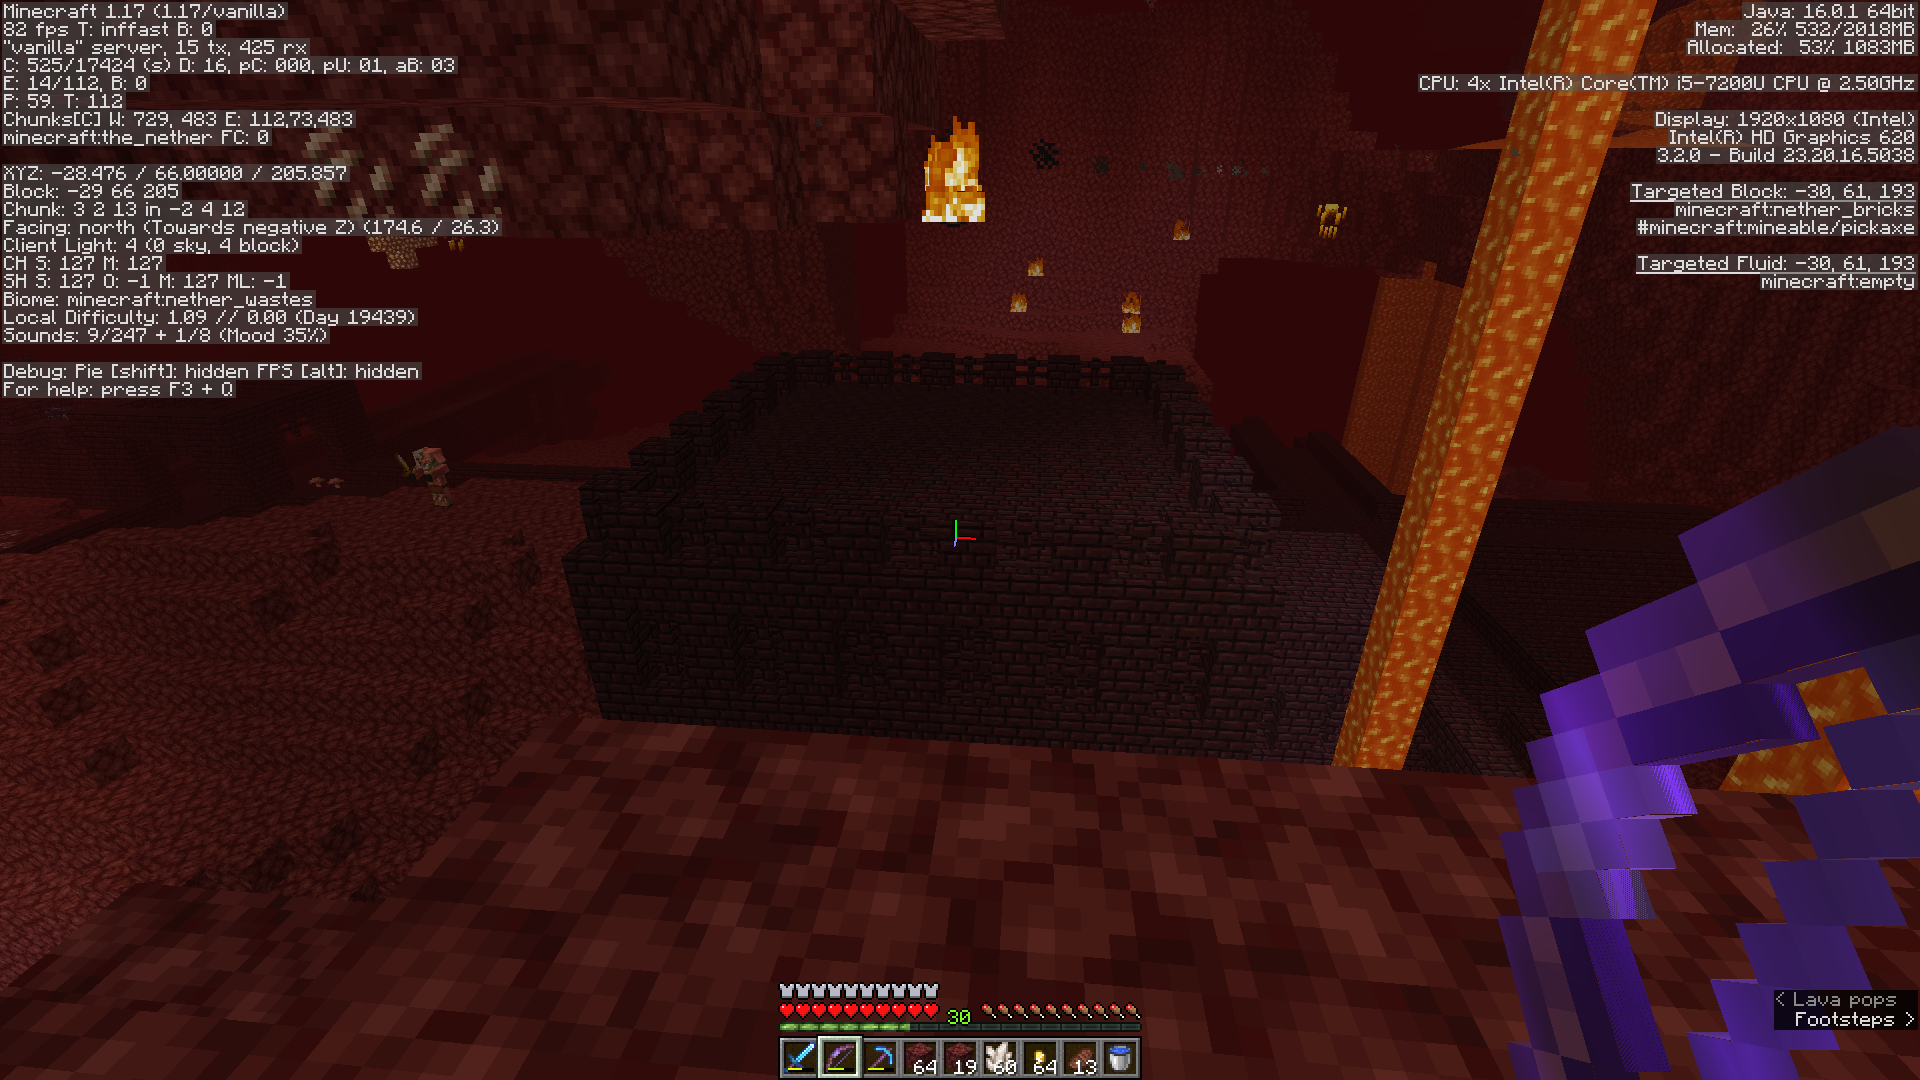 Minecraft 1.17 (1.17/vanilla)
82 fps T: inffast B: 0
"vanilla" server, 15 tx, 425 rx
C: 525/17424 (s) D: 16, pC: 000, pU: 01, aB: 03
E: 14/112, B: 0
P: 59. T: 112
Chunks[C] W: 729, 483 E: 112,73,483
minecraft:the_nether FC: 0
XYZ: -28.476 / 66.00000 / 205.857
Block: -29 66 205
Chunk: 3 2 13 in -2 4 12
Facing: north (Towards negative Z) (174.6 / 26.3)
Client Light: 4 (0 sky, 4 block)
CH S: 127 M: 127
SH S: 127 O: -1 M: 127 ML: -1
Biome: minecraft:nether_wastes
Local Difficulty: 1.09 // 0.00 (Day 19439)
Sounds: 9/247 + 1/8 (Mood 35%)
Debug: Pie [shift]: hidden FPS [alt]: hidden
For help: press F3 + Q
Java: 16.0.1 64bit
Mem: 26% 532/2018MB
Allocated: 53% 1083MB
CPU: 4x Intel(R) Core(TM) i5-7200U CPU @ 2.50GHz
Display: 1920x1080 (Intel)
Intel(R) HD Graphics 620
3.2.0 - Build 23.20.16.5038
Targeted Block: -30, 61, 193
minecraft:nether_bricks
#minecraft:mineable/pickaxe
Targeted Fluid: -30, 61, 193
minecraft:empty
< Lava pops
Footsteps >
30
64 19 60 64 13